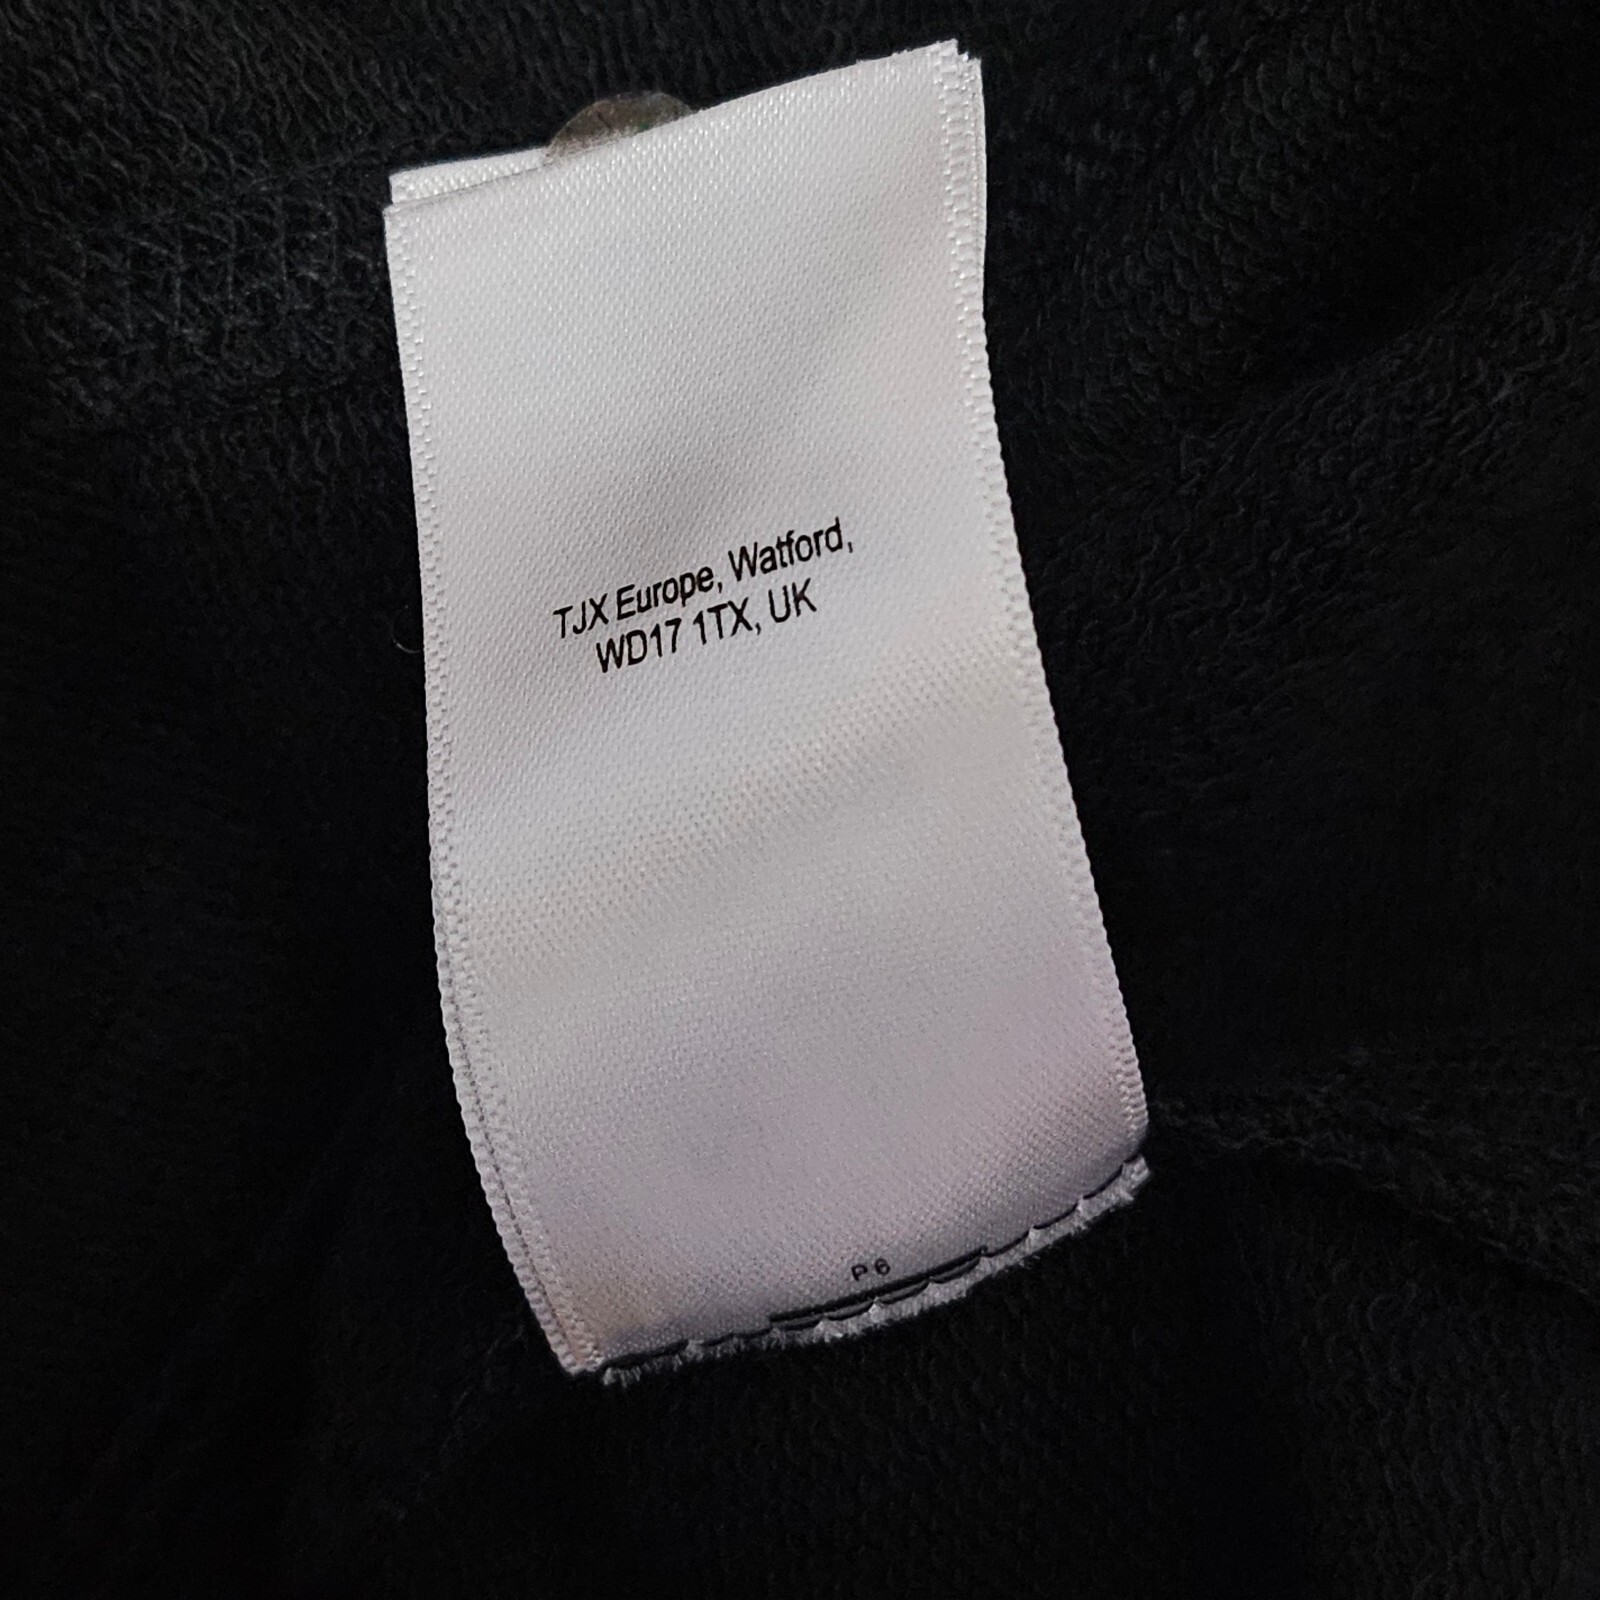 TJX Europe, Watford,
WD17 1TX, UK
P6